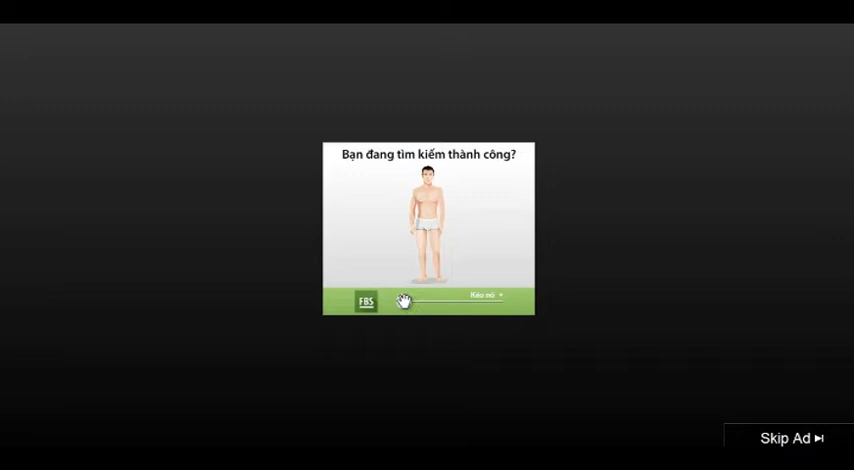 Bạn đang tìm kiếm thành công?
FBS
Kéo nó
Skip Ad